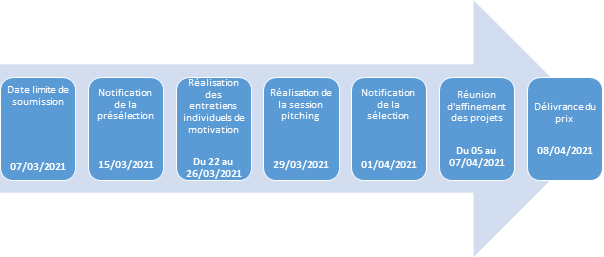 Date limite de
soumission
07/03/2021
Notification
de la
présélection
15/03/2021
Réalisation
des
entretiens
individuels de
motivation
Du 22 au
26/03/2021
Réalisation de
la session
pitching
29/03/2021
Notification
de la
sélection
01/04/2021
Réunion
d'affinement
des projets
Du 05 au
07/04/2021
Délivrance du
prix
08/04/2021